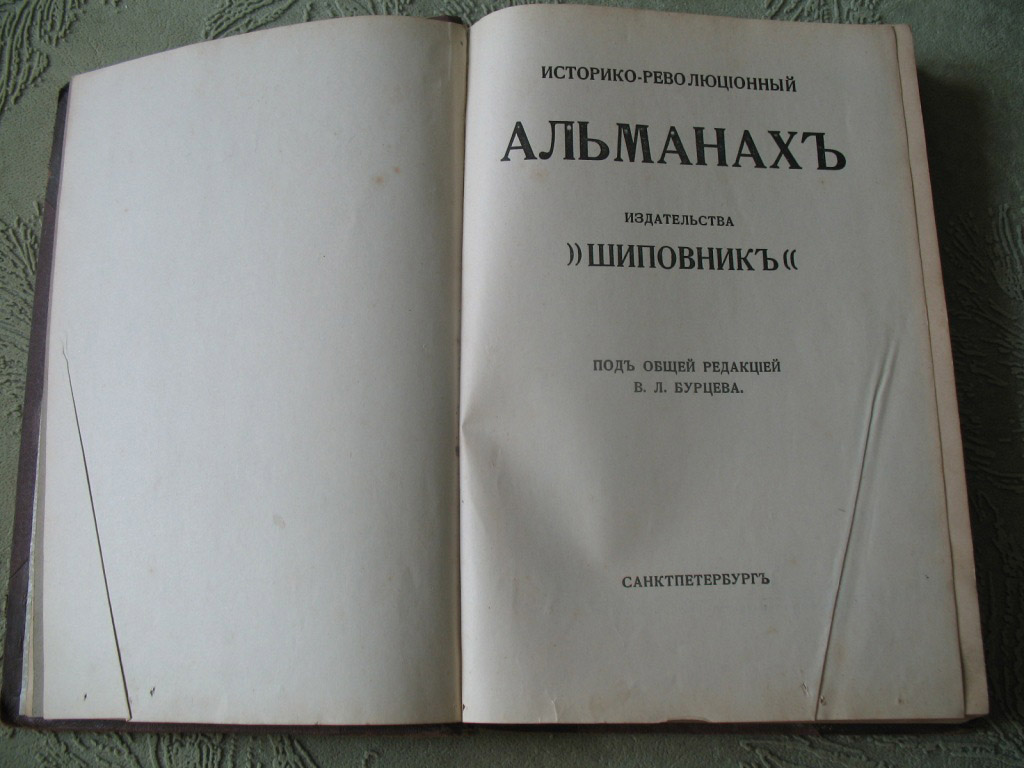 ИСТОРИКО-РЕВОЛЮЦІОННЫЙ
АЛЬМАНАХЪ
ИЗДАТЕЛЬСТВА
»ШИПОВНИКЪ«
ПОДЪ ОБЩЕЙ РЕДАКЦІЕЙ
В. Л. БУРЦЕВА.
САНКТПЕТЕРБУРГЪ